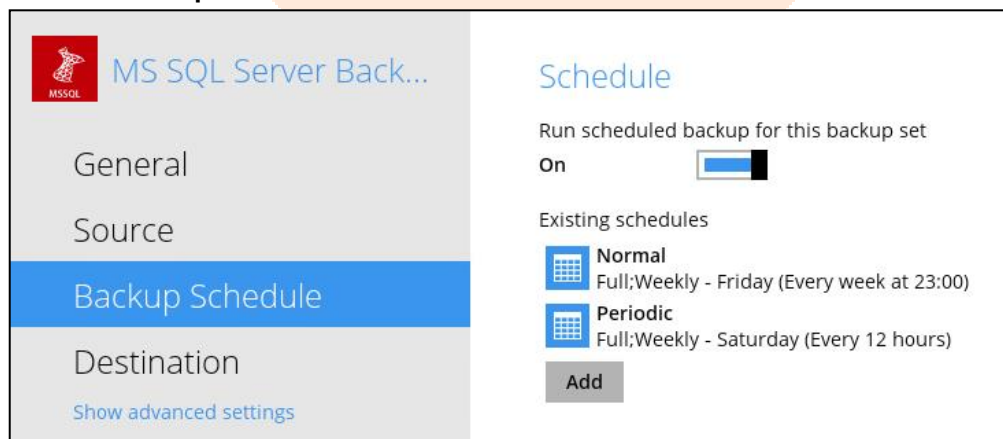 MSSQL
MS SQL Server Back...
General
Source
Backup Schedule
Destination
Show advanced settings
Schedule
Run scheduled backup for this backup set
On
Existing schedules
Normal
Full;Weekly - Friday (Every week at 23:00)
Periodic
Full;Weekly - Saturday (Every 12 hours)
Add